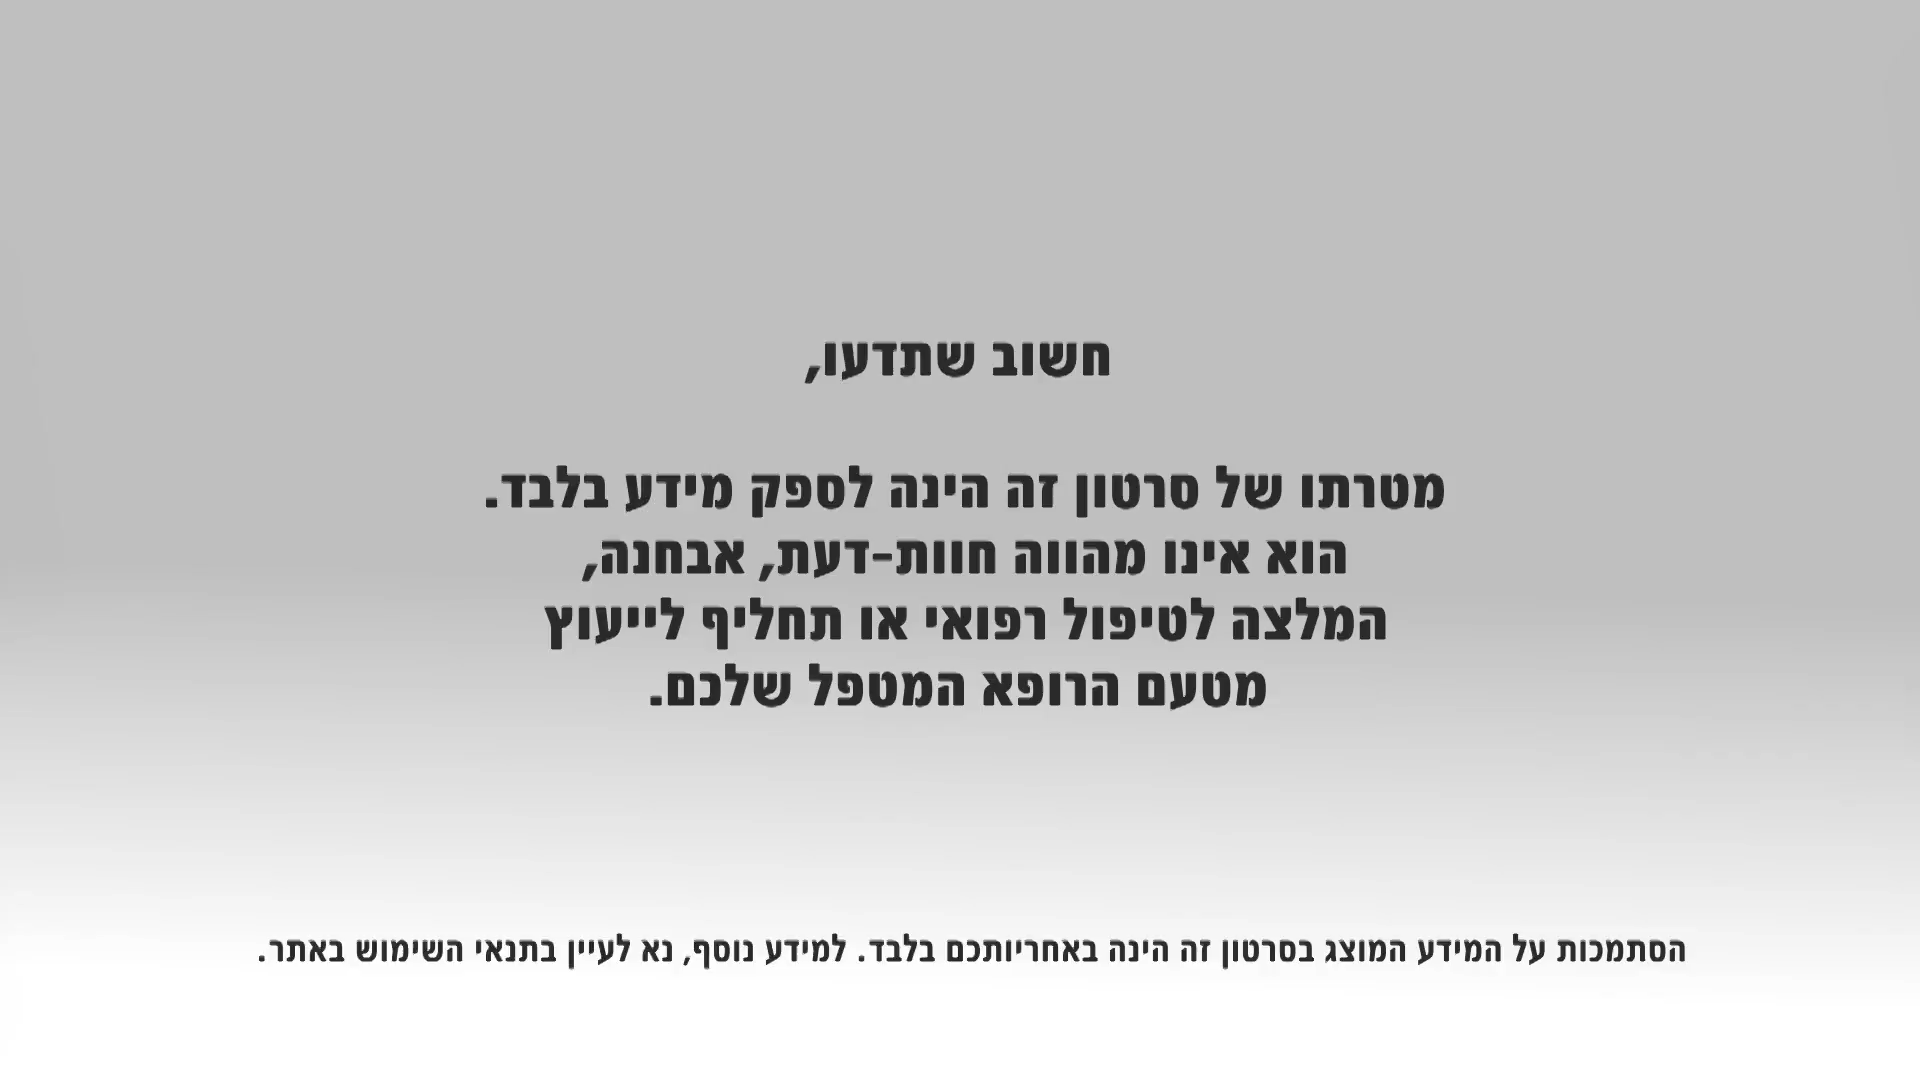 חשוב שתדעו,
מטרתו של סרטון זה הינה לספק מידע בלבד.
הוא אינו מהווה חוות-דעת, אבחנה,
המלצה לטיפול רפואי או תחליף לייעוץ
מטעם הרופא המטפל שלכם.
הסתמכות על המידע המוצג בסרטון זה הינה באחריותכם בלבד. למידע נוסף, נא לעיין בתנאי השימוש באתר.